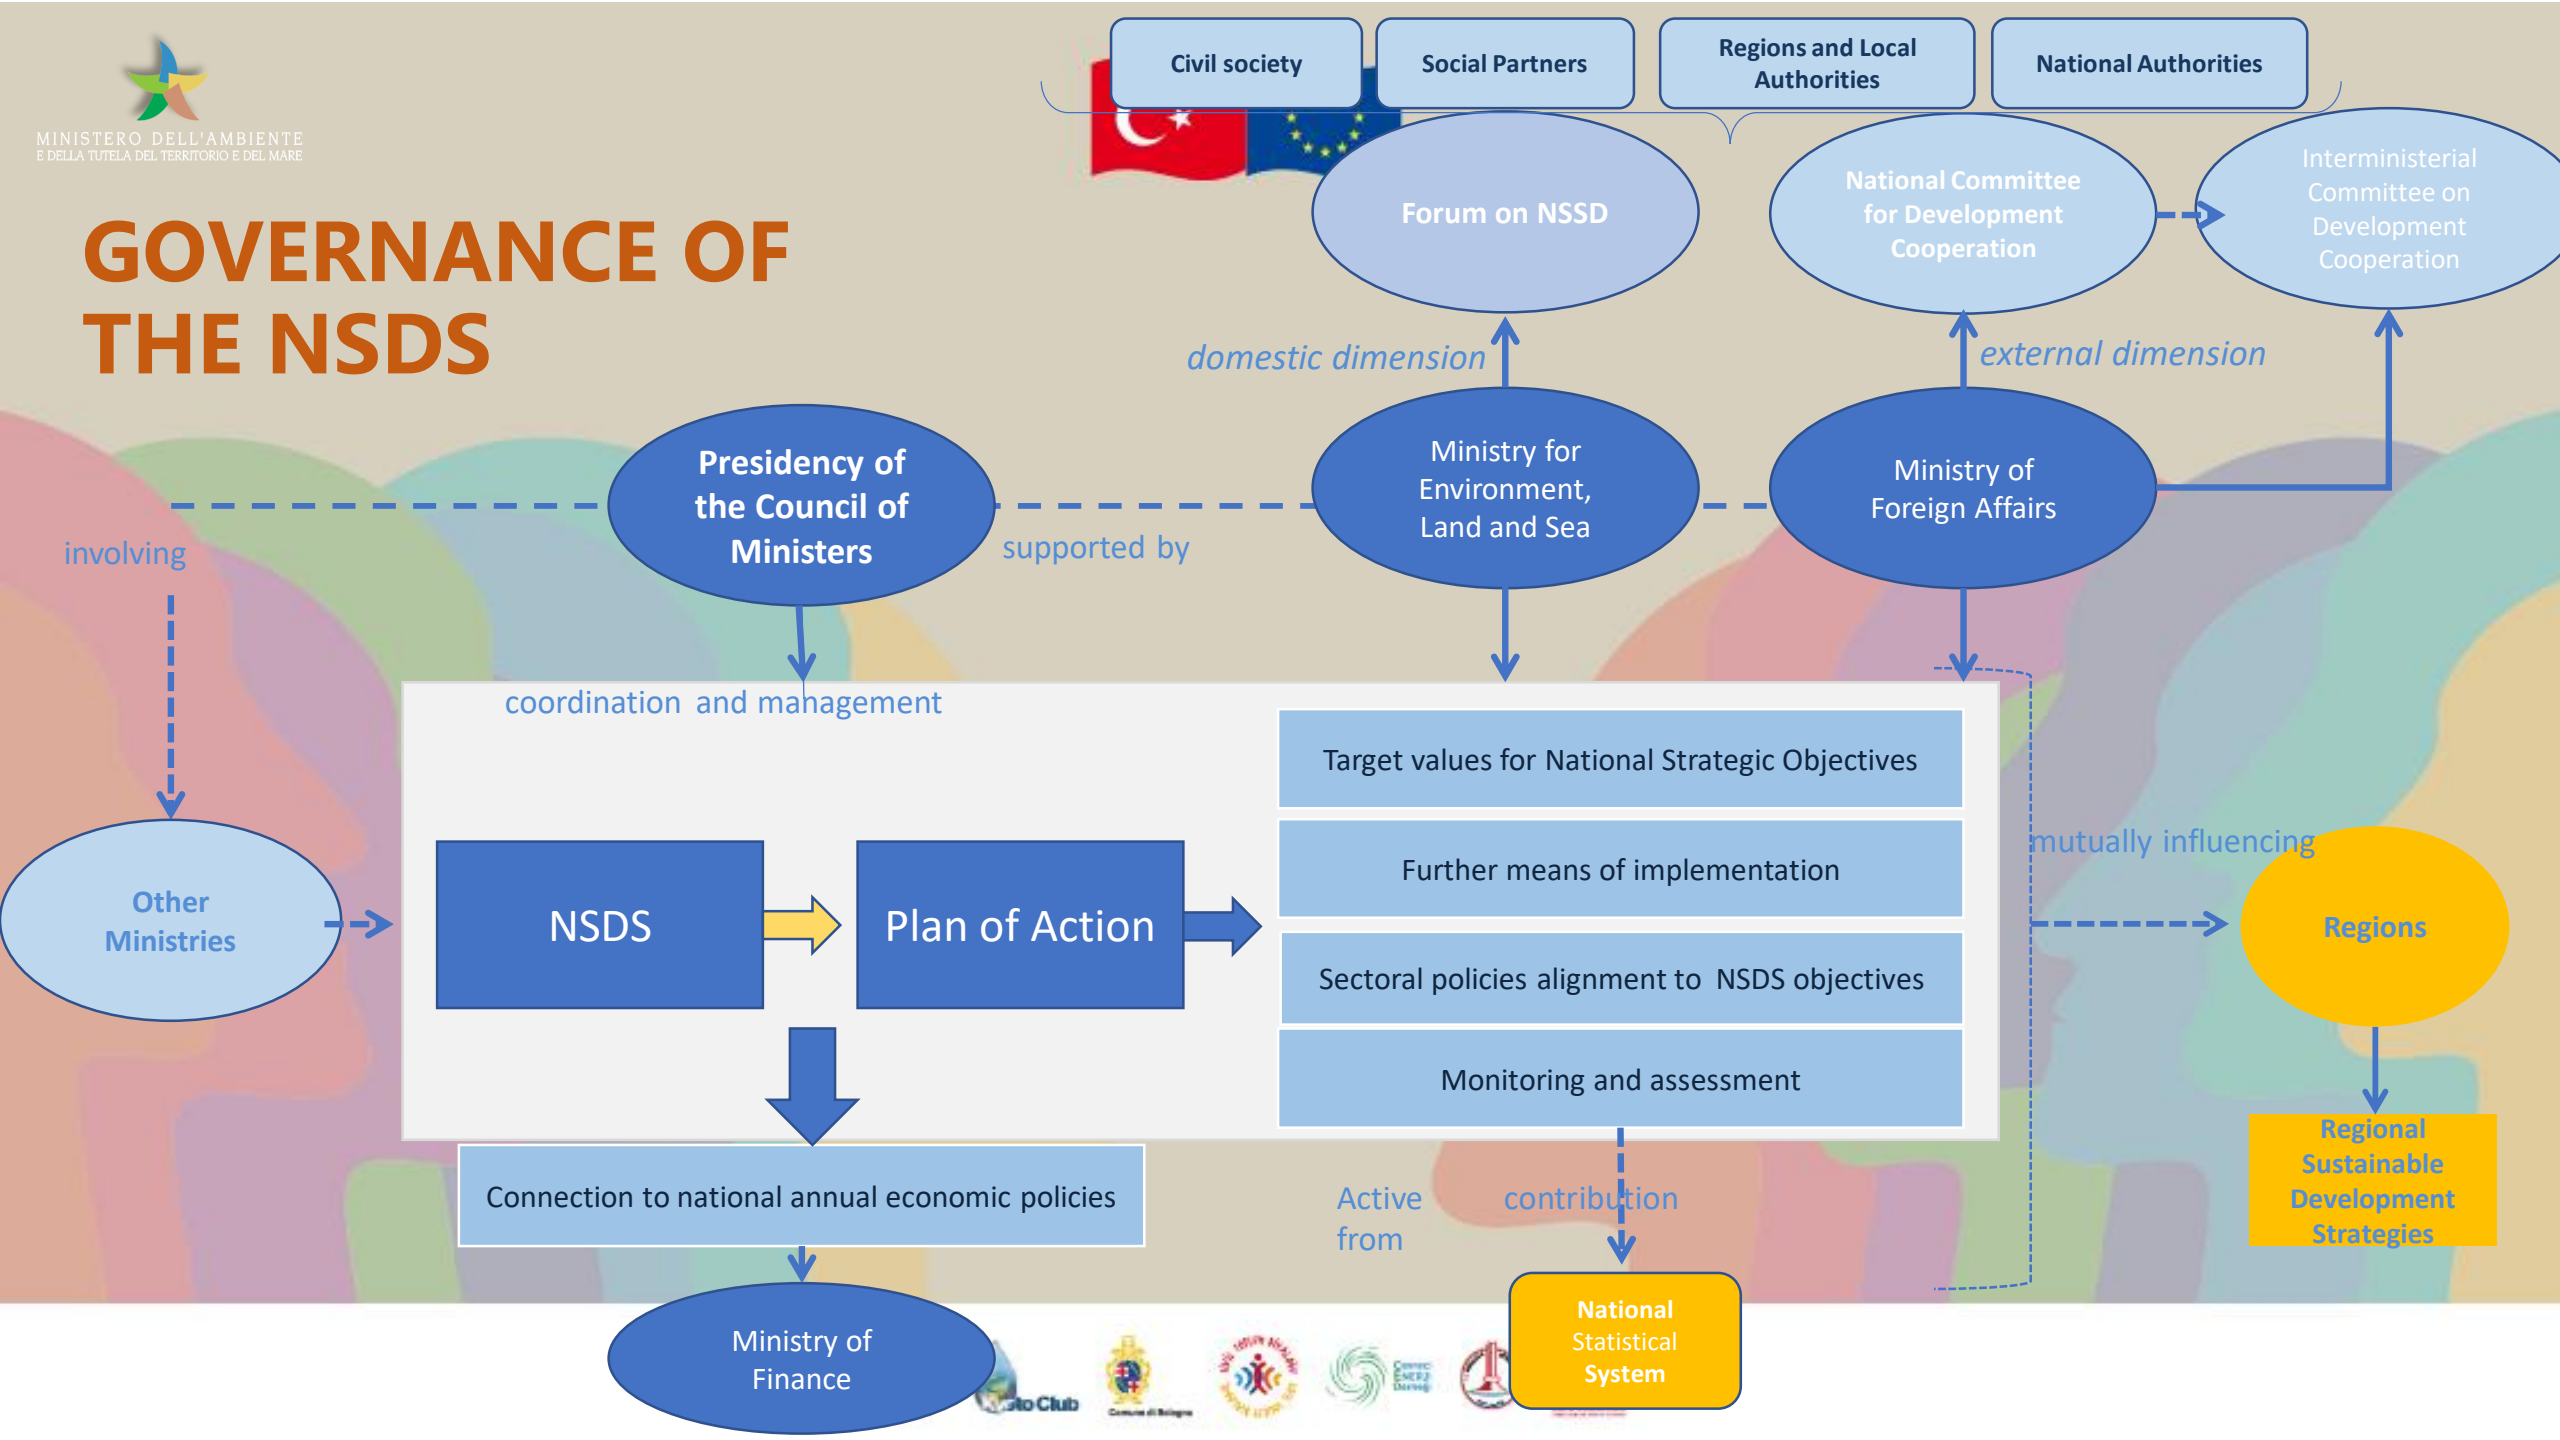 Civil society
Social Partners
Regions and Local
Authorities
National Authorities
MINISTERO DELL'AMBIENTE
E DELLA TUTELA DEL TERRITORIO E DEL MARE
GOVERNANCE OF
THE NSDS
Forum on NSSD
National Committee
for Development
Cooperation
Interministerial
Committee on
Development
Cooperation
domestic dimension
external dimension
Presidency of
the Council of
Ministers
Ministry for
Environment,
Land and Sea
Ministry of
Foreign Affairs
involving
supported by
coordination and management
Target values for National Strategic Objectives
Further means of implementation
Sectoral policies alignment to NSDS objectives
Monitoring and assessment
mutually influencing
Other
Ministries
NSDS
Plan of Action
Regions
Regional
Sustainable
Development
Strategies
Connection to national annual economic policies
Active contribution
from
Ministry of
Finance
National
Statistical
System
Club
Comune di Bologna